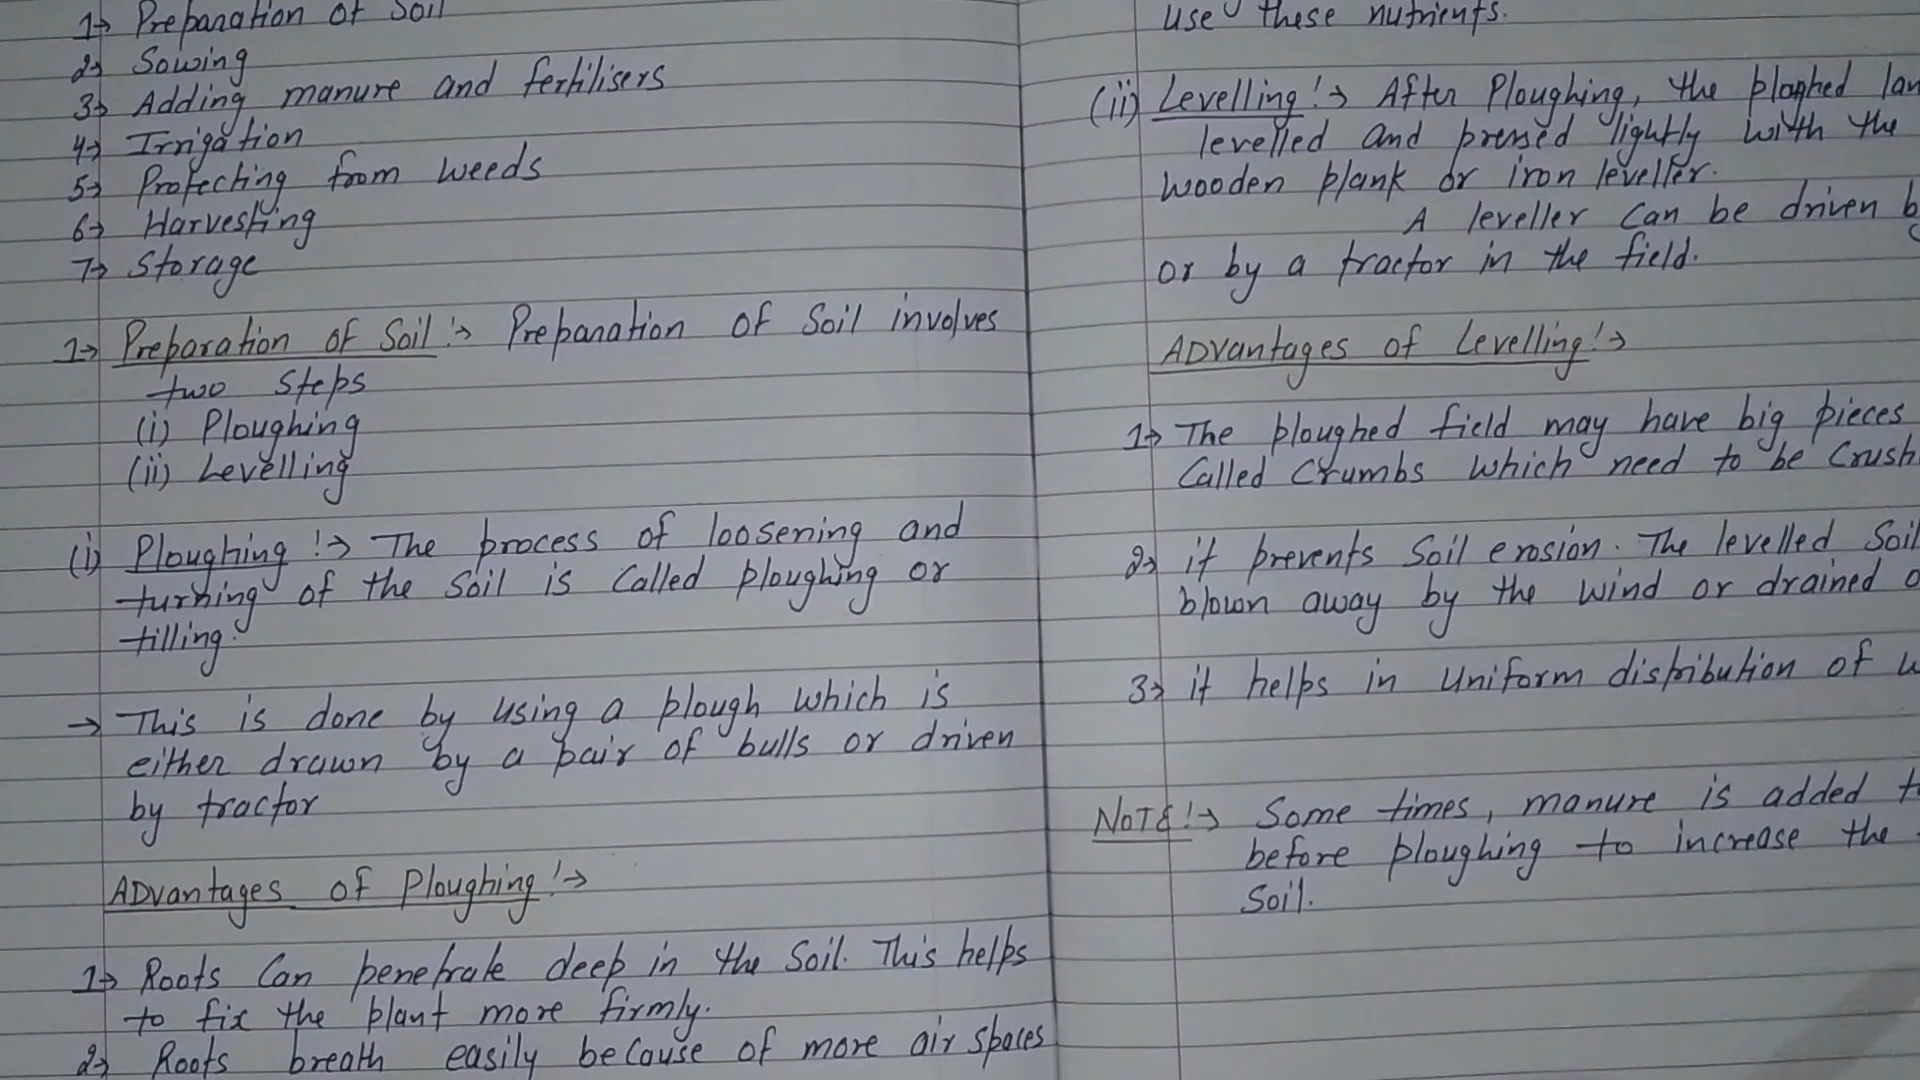 1→ Preparation of Soil
2→ Sowing
3→ Adding manure and fertilisers
4→ Irrigation
5→ Protecting from weeds
6→ Harvesting
7→ Storage
1→ Preparation of Soil :→ Preparation of Soil involves
two steps
(i) Ploughing
(ii) Levelling
(i) Ploughing :→ The process of loosening and
turning of the soil is called ploughing or
tilling.
→ This is done by using a plough which is
either drawn by a pair of bulls or driven
by tractor
Advantages of Ploughing :→
1→ Roots can penetrate deep in the soil. This helps
to fix the plant more firmly.
2→ Roots breath easily because of more air spaces
use these nutrients.
(ii) Levelling :→ After Ploughing, the ploghed
levelled and pressed lightly with the
wooden plank or iron leveller.
A leveller can be driven
or by a tractor in the field.
Advantages of Levelling :→
1→ The ploughed field may have big pieces
called Crumbs which need to be
2→ it prevents soil erosion. The levelled Soil
blown away by the wind or drained
3→ it helps in uniform distribution of
NOTE :→ Some times, manure is added
before ploughing to increase the
Soil.